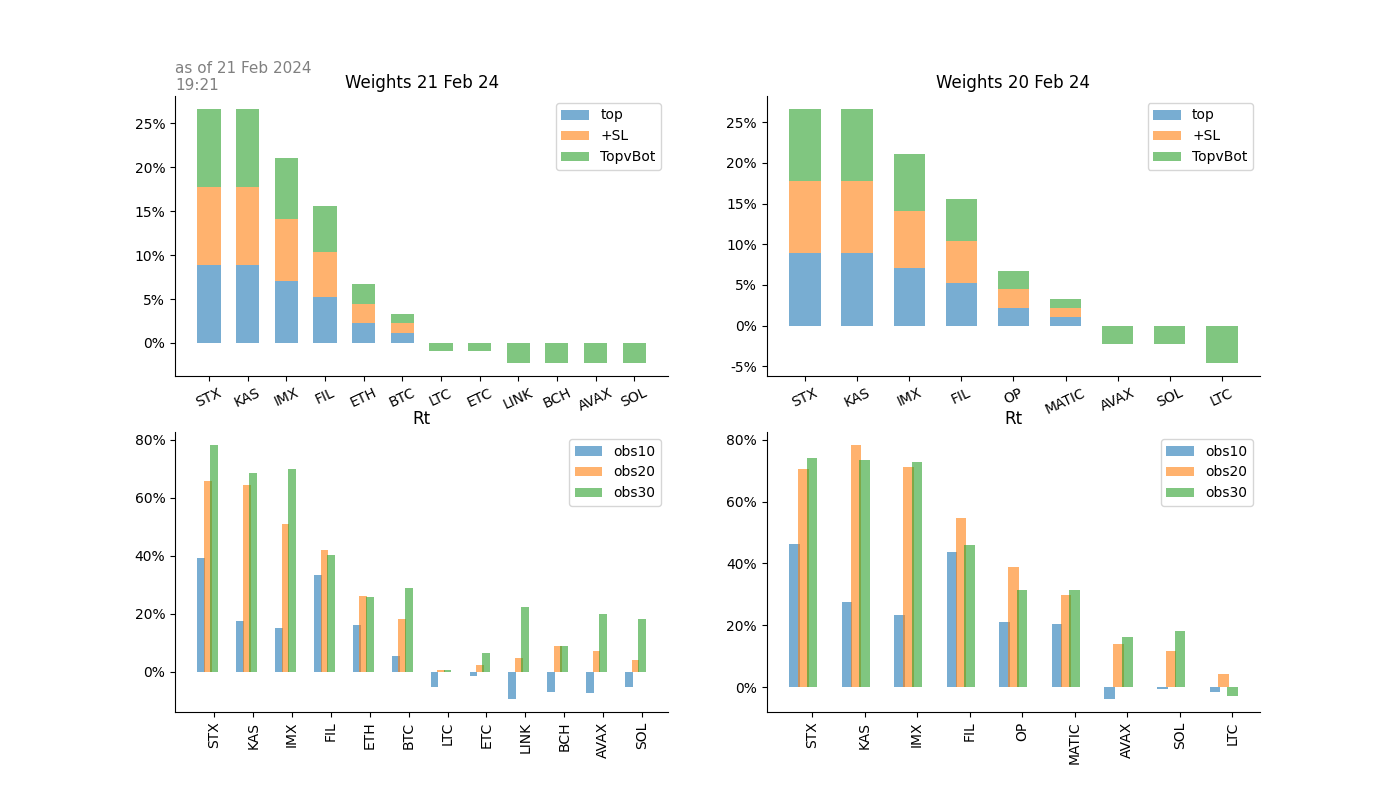 as of 21 Feb 2024
19:21
Weights 21 Feb 24
25%
20%
15%
10%
5%
0%
top
+SL
TopvBot
STX KAS IMX FIL ETH BTC LTC ETC LINK BCH AVAX SOL
Weights 20 Feb 24
25%
20%
15%
10%
5%
0%
-5%
top
+SL
TopvBot
STX KAS IMX FIL OP MATIC AVAX SOL LTC
Rt
80%
60%
40%
20%
0%
obs10
obs20
obs30
STX KAS IMX FIL ETH BTC LTC ETC LINK BCH AVAX SOL
Rt
80%
60%
40%
20%
0%
obs10
obs20
obs30
STX KAS IMX FIL OP MATIC AVAX SOL LTC